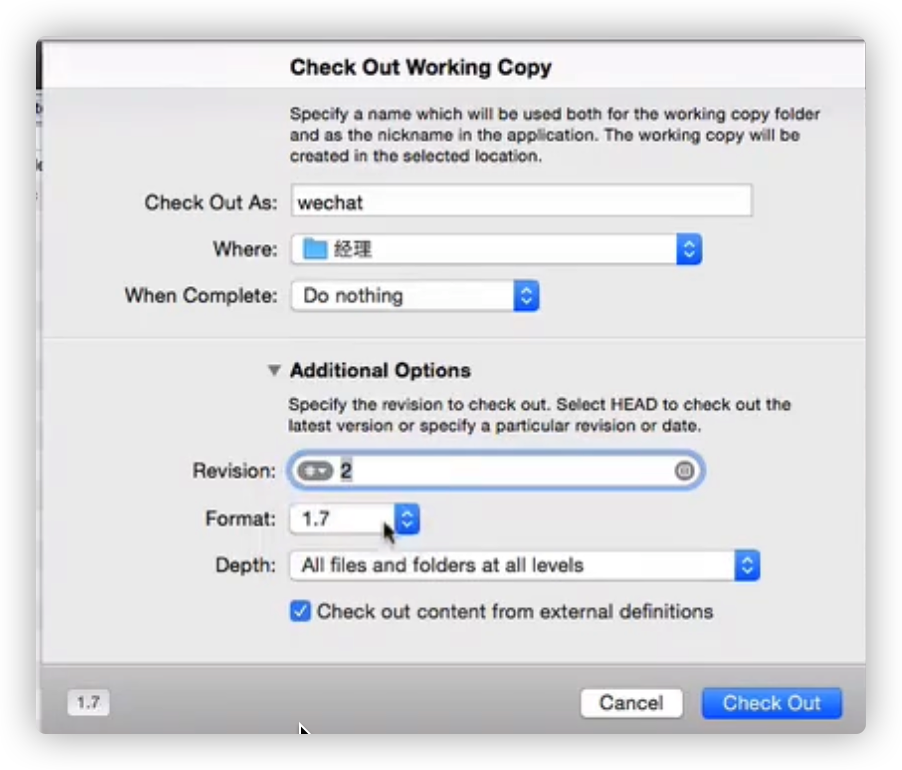 Check Out Working Copy
Specify a name which will be used both for the working copy folder
and as the nickname in the application. The working copy will be
created in the selected location.
Check Out As: wechat
Where: 经理
When Complete: Do nothing
Additional Options
Specify the revision to check out. Select HEAD to check out the
latest version or specify a particular revision or date.
Revision: 2
Format: 1.7
Depth: All files and folders at all levels
Check out content from external definitions
1.7 Cancel Check Out